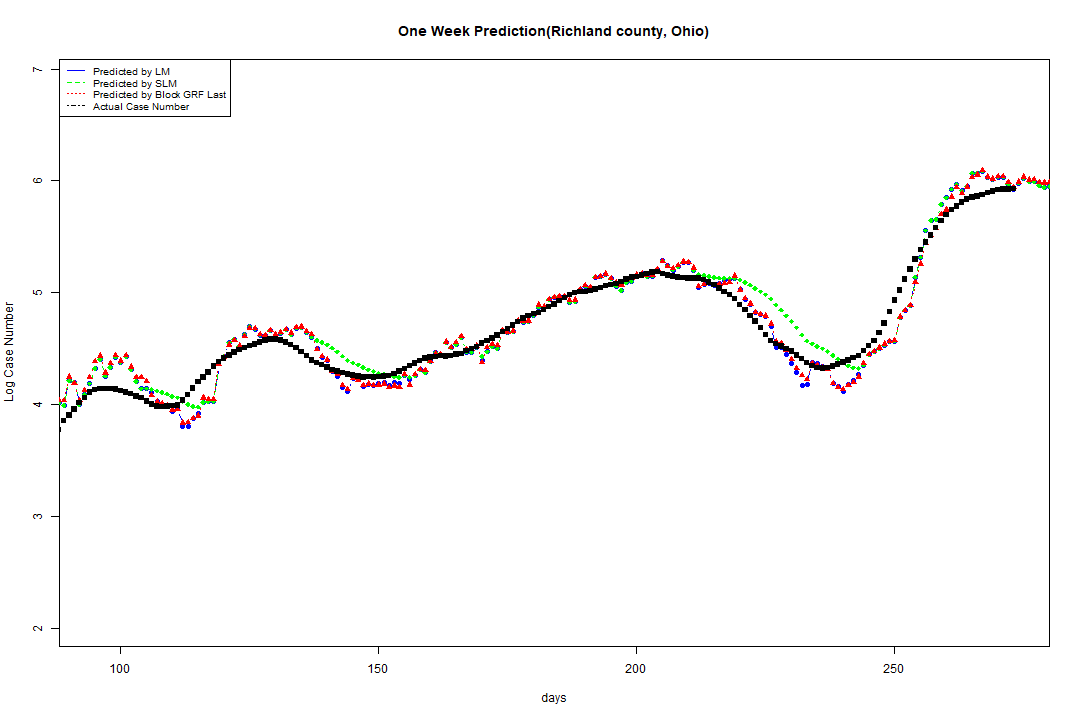 One Week Prediction(Richland county, Ohio)
Predicted by LM
Predicted by SLM
Predicted by Block GRF Last
Actual Case Number
7
6
5
4
3
2
Log Case Number
100
150
200
250
days